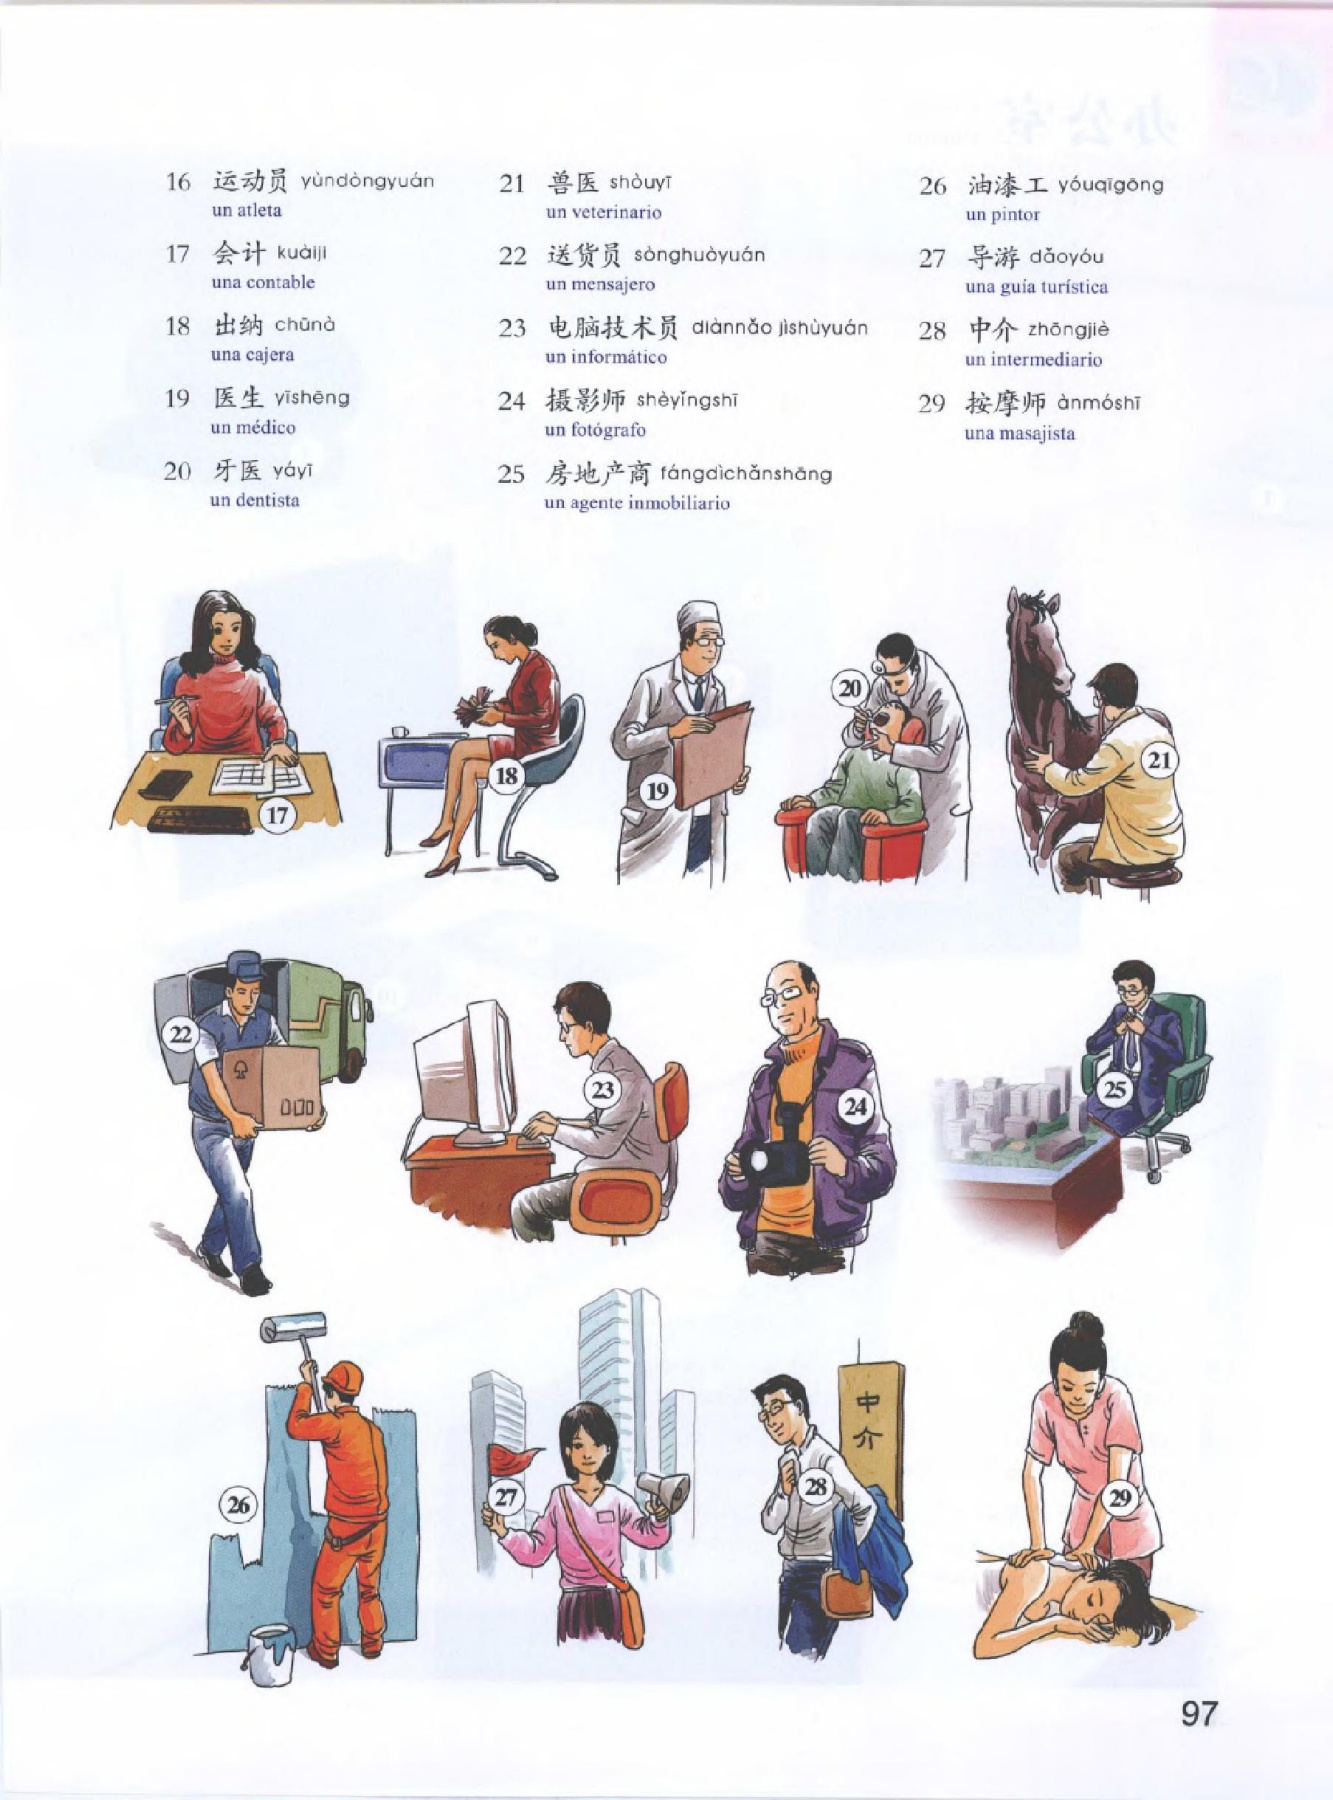 16 运动员 yùndòngyuán
un atleta
17 会计 kuàiji
una contable
18 出纳 chūnà
una cajera
19 医生 yīshēng
un médico
20 牙医 yáyī
un dentista
21 兽医 shòuyī
un veterinario
22 送货员 sònghuòyuán
un mensajero
23 电脑技术员 diànnǎo jìshùyuán
un informático
24 摄影师 shèyǐngshī
un fotógrafo
25 房地产商 fángdìchǎnshāng
un agente inmobiliario
26 油漆工 yóuqīgōng
un pintor
27 导游 dǎoyóu
una guía turística
28 中介 zhōngjiè
un intermediario
29 按摩师 ànmóshī
una masajista
17
18
19
20
21
22
23
24
25
26
27
中介
28
29
97